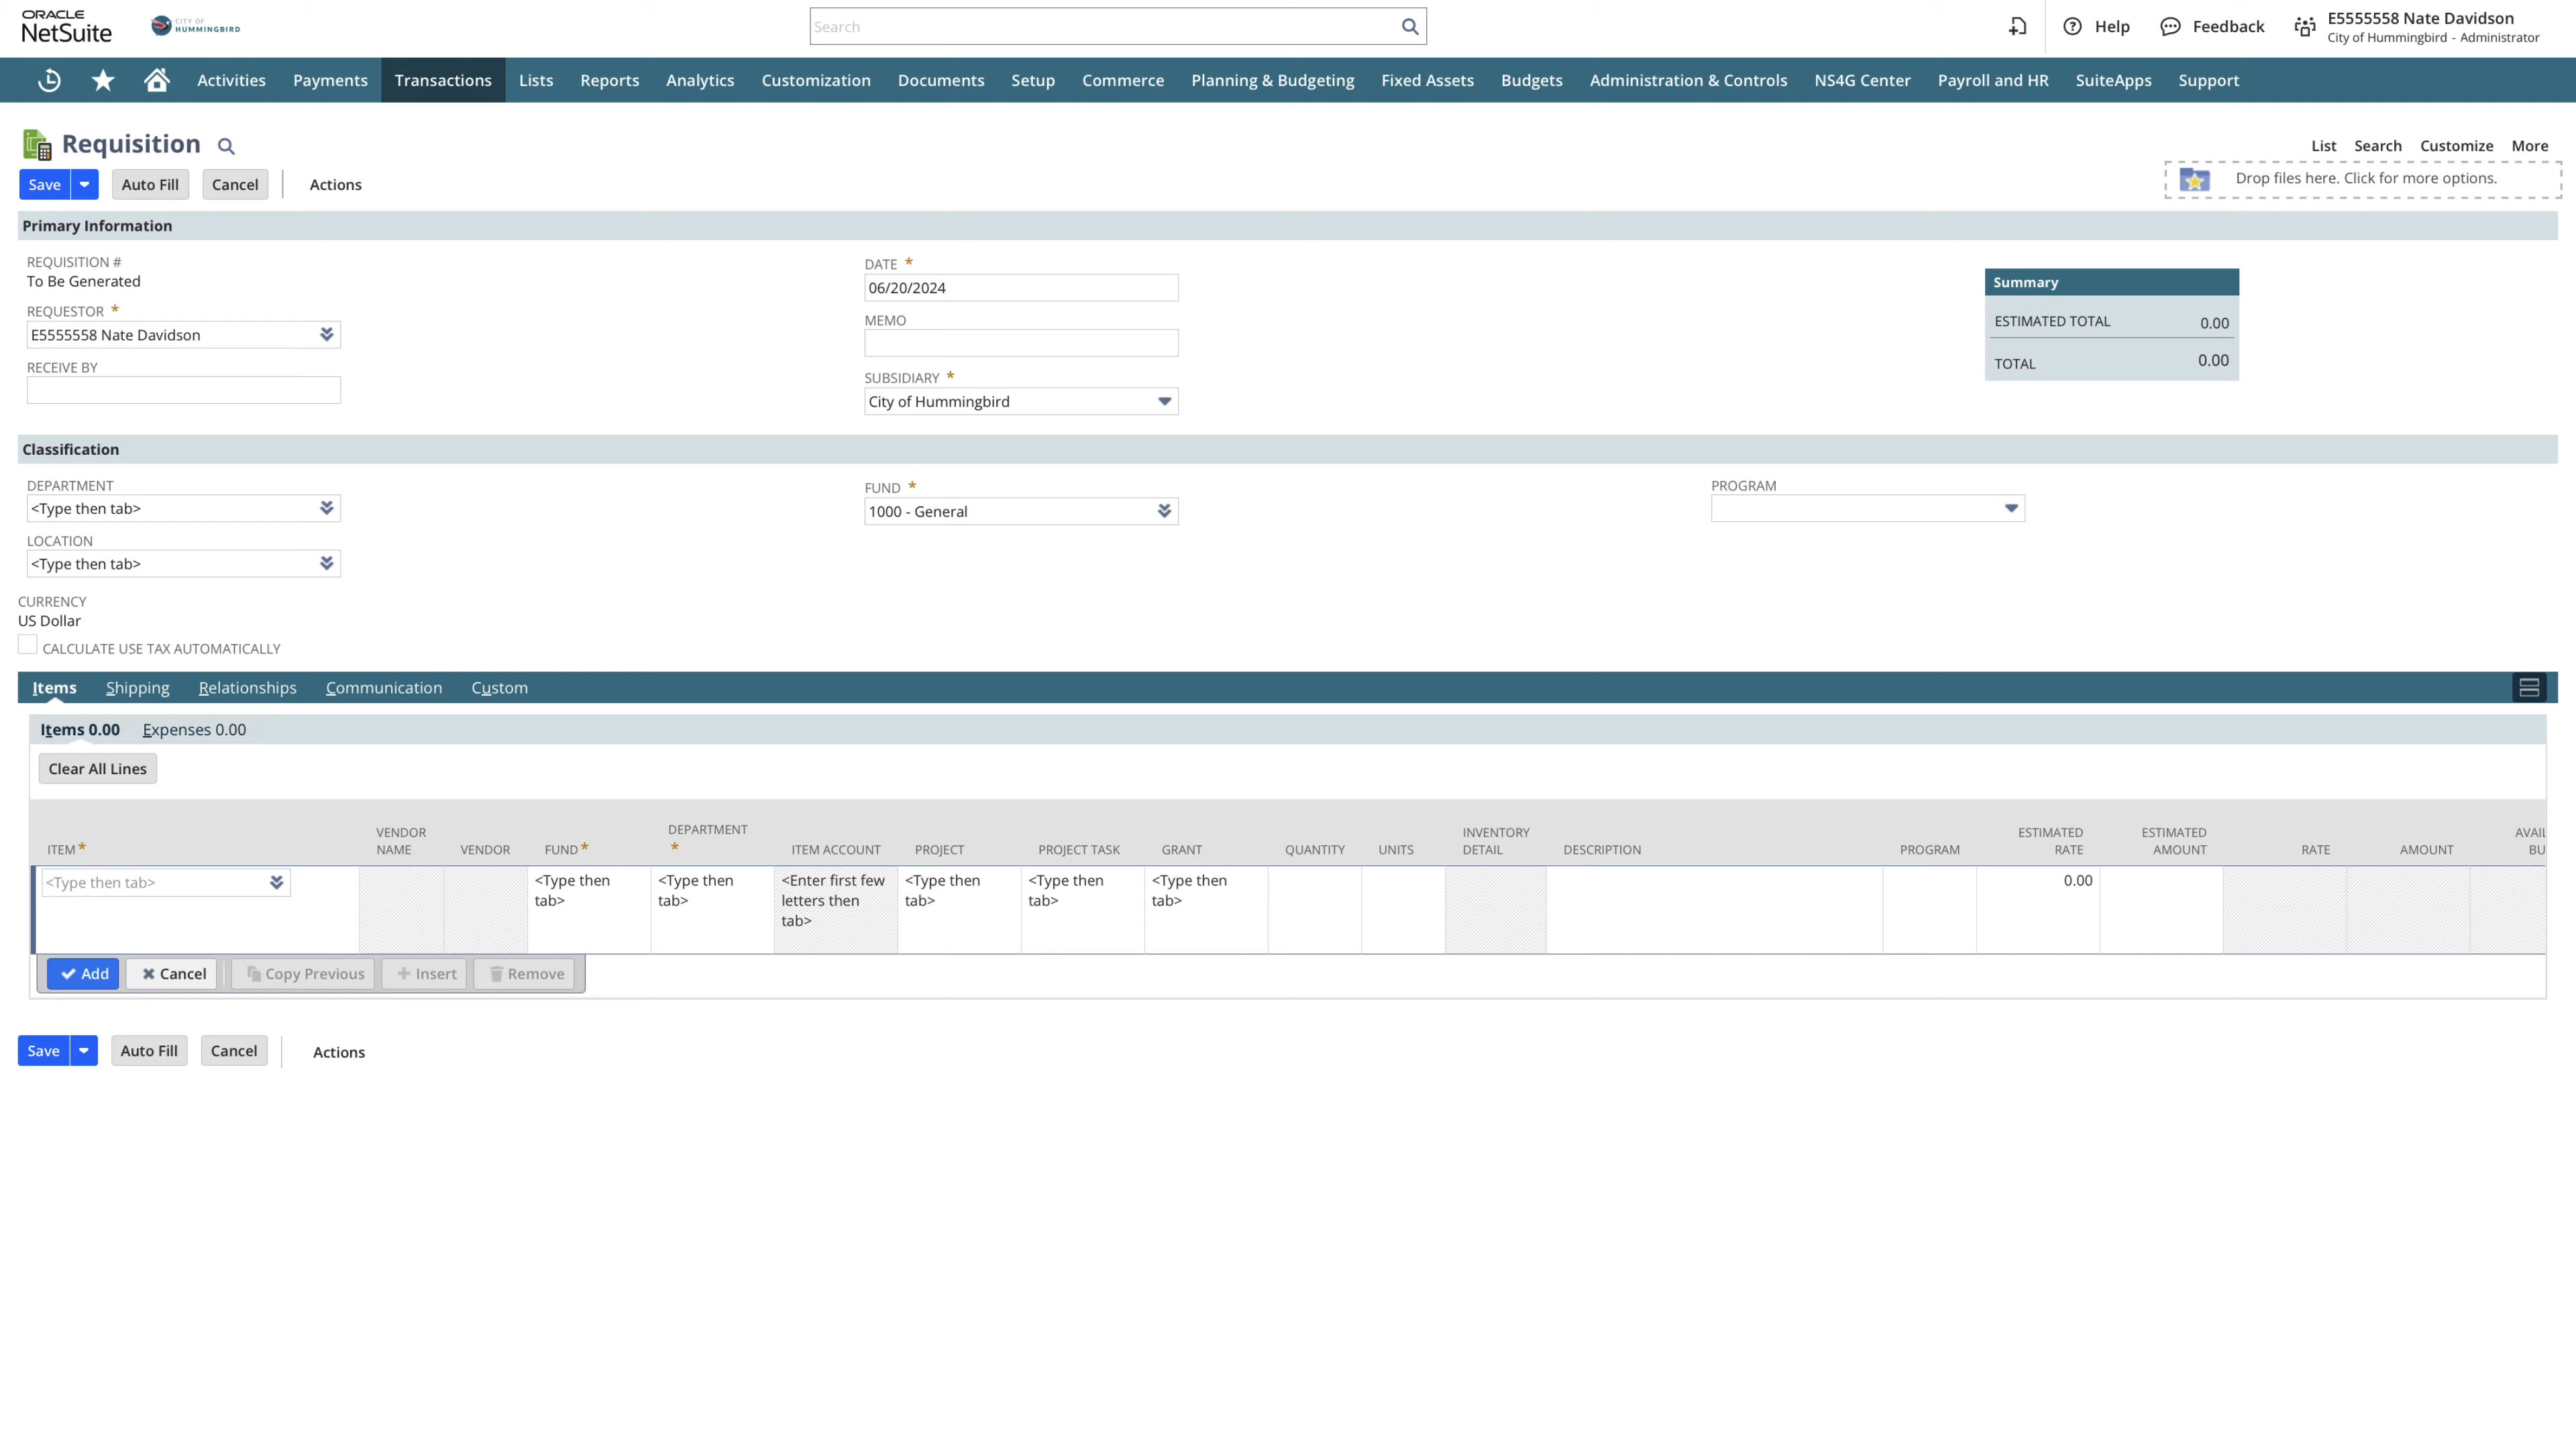 ORACLE
NetSuite
CITY OF
HUMMINGBIRD
Search
Help
Feedback
E5555558 Nate Davidson
City of Hummingbird - Administrator
Activities Payments Transactions Lists Reports Analytics Customization Documents Setup Commerce Planning & Budgeting Fixed Assets Budgets Administration & Controls NS4G Center Payroll and HR SuiteApps Support
Requisition
List Search Customize More
Save Auto Fill Cancel Actions
Drop files here. Click for more options.
Primary Information
REQUISITION #
To Be Generated
REQUESTOR *
E5555558 Nate Davidson
RECEIVE BY
DATE *
06/20/2024
MEMO
SUBSIDIARY *
City of Hummingbird
Summary
ESTIMATED TOTAL 0.00
TOTAL 0.00
Classification
DEPARTMENT
<Type then tab>
LOCATION
<Type then tab>
FUND *
1000 - General
PROGRAM
CURRENCY
US Dollar
CALCULATE USE TAX AUTOMATICALLY
Items Shipping Relationships Communication Custom
Items 0.00 Expenses 0.00
Clear All Lines
ITEM *
VENDOR
NAME
VENDOR
FUND *
DEPARTMENT
*
ITEM ACCOUNT
PROJECT
PROJECT TASK
GRANT
QUANTITY
UNITS
INVENTORY
DETAIL
DESCRIPTION
PROGRAM
ESTIMATED
RATE
ESTIMATED
AMOUNT
RATE
AMOUNT
AVAIL
BU
<Type then tab>
<Type then
tab>
<Type then
tab>
<Enter first few
letters then
tab>
<Type then
tab>
<Type then
tab>
<Type then
tab>
0.00
Add Cancel Copy Previous Insert Remove
Save Auto Fill Cancel Actions